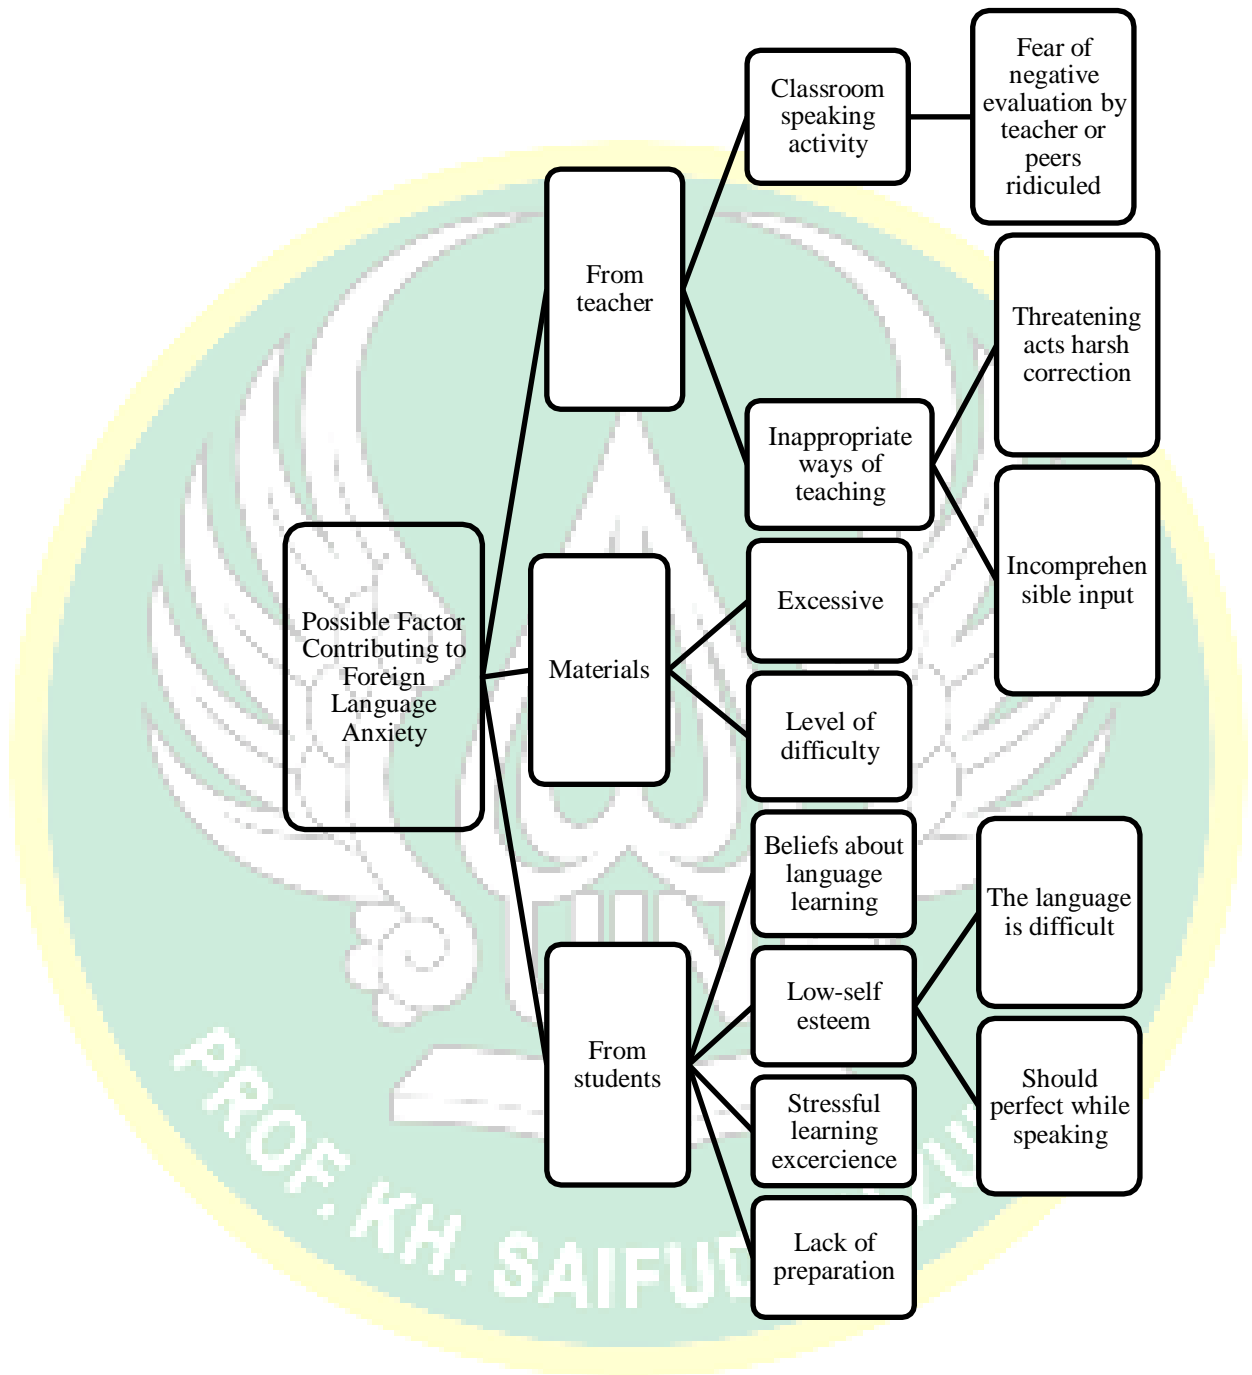 Fear of
negative
evaluation by
teacher or
peers
ridiculed
Classroom
speaking
activity
From
teacher
Threatening
acts harsh
correction
Inappropriate
ways of
teaching
Incomprehen
sible input
Possible Factor
Contributing to
Foreign
Language
Anxiety
Materials
Excessive
Level of
difficulty
Beliefs about
language
learning
The language
is difficult
From
students
Low-self
esteem
Should
perfect while
speaking
Stressful
learning
excercience
Lack of
preparation
PROF. KH.